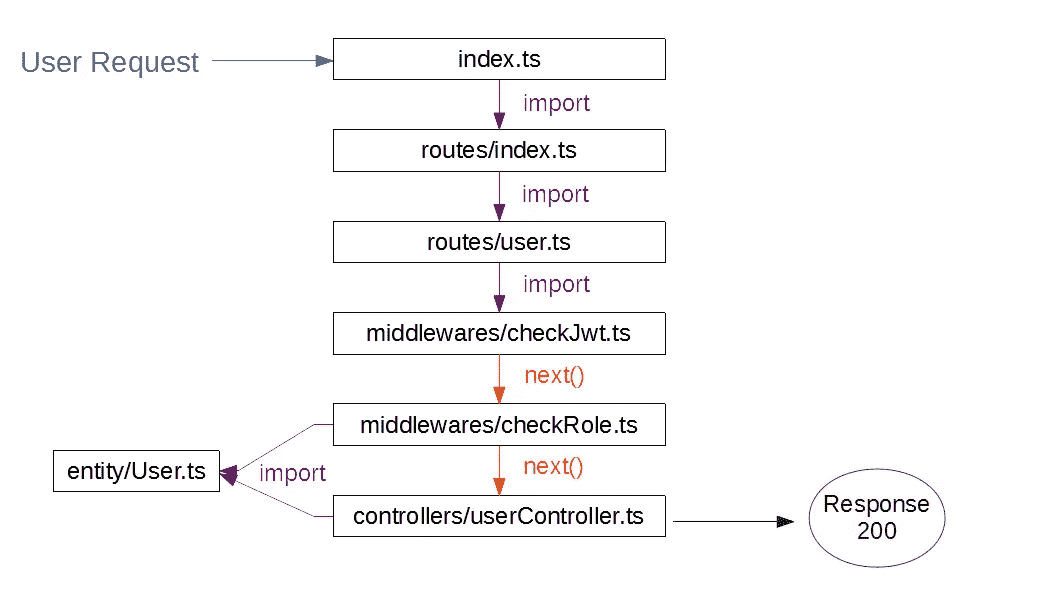 User Request
index.ts
import
routes/index.ts
import
routes/user.ts
import
middlewares/checkJwt.ts
next()
middlewares/checkRole.ts
next()
entity/User.ts
import
controllers/userController.ts
Response
200